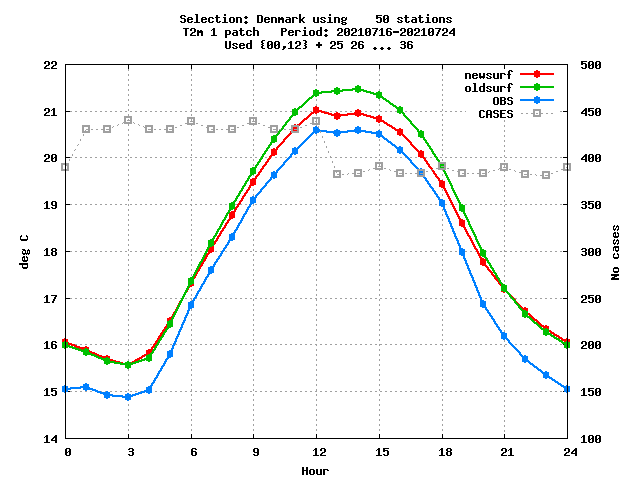 Selection: Denmark using    50 stations
T2m 1 patch   Period: 20210716-20210724
Used {00,12} + 25 26 ... 36
newsurf
oldsurf
OBS
CASES
deg C
22
21
20
19
18
17
16
15
14
500
450
400
350
300
250
200
150
100
No cases
0 3 6 9 12 15 18 21 24
Hour